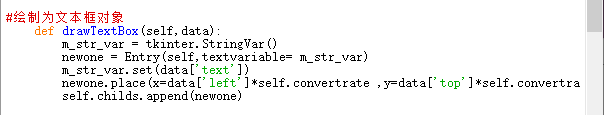 #绘制为文本框对象
def drawTextBox(self,data):
m_str_var = tkinter.StringVar()
newone = Entry(self,textvariable= m_str_var)
m_str_var.set(data['text'])
newone.place(x=data['left']*self.convertrate ,y=data['top']*self.convertra
self.childs.append(newone)